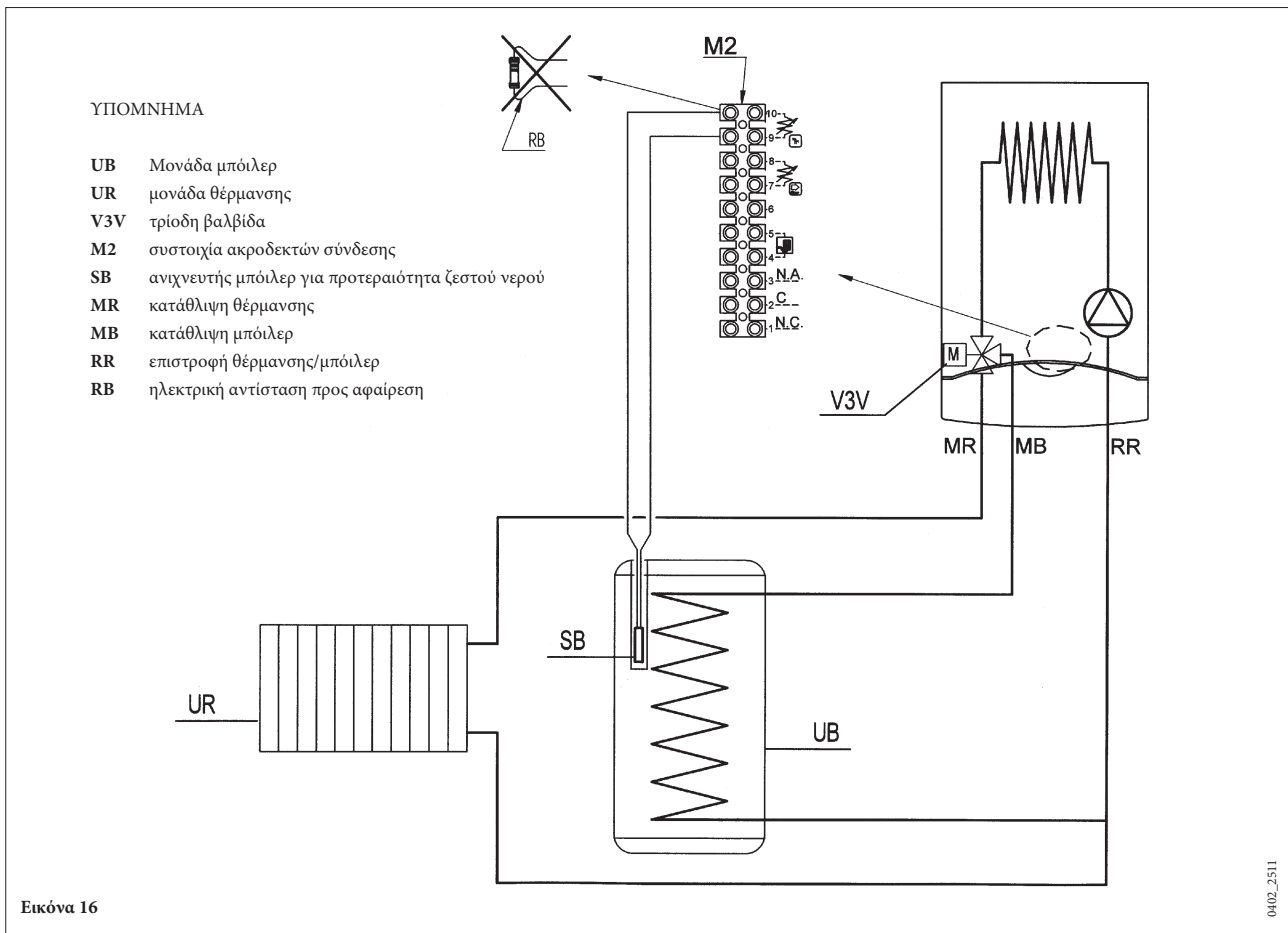 M2
RB
ΥΠΟΜΝΗΜΑ
UB Μονάδα μπόιλερ
UR μονάδα θέρμανσης
V3V τρίοδη βαλβίδα
M2 συστοιχία ακροδεκτών σύνδεσης
SB ανιχνευτής μπόιλερ για προτεραιότητα ζεστού νερού
MR κατάθλιψη θέρμανσης
MB κατάθλιψη μπόιλερ
RR επιστροφή θέρμανσης/μπόιλερ
RB ηλεκτρική αντίσταση προς αφαίρεση
10
9
8
7
6
5
4
3 N.A.
2 C
1 N.C.
M
V3V
MR MB RR
SB
UR
UB
Εικόνα 16
0402_2511